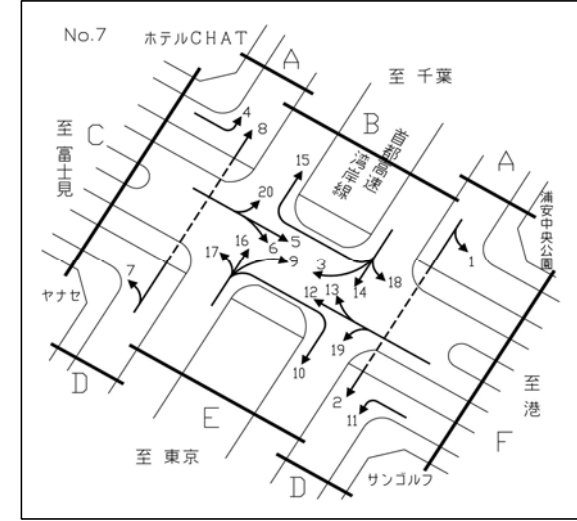 No.7
ホテルCHAT
A
至 千葉
B
首都高速
湾岸線
A
浦安中央公園
C
至 富士見
4
8
15
20
5
6
16
17
9
3
14
18
1
7
12
13
19
10
2
11
ヤナセ
D
E
至 東京
D
サンゴルフ
F
至 港